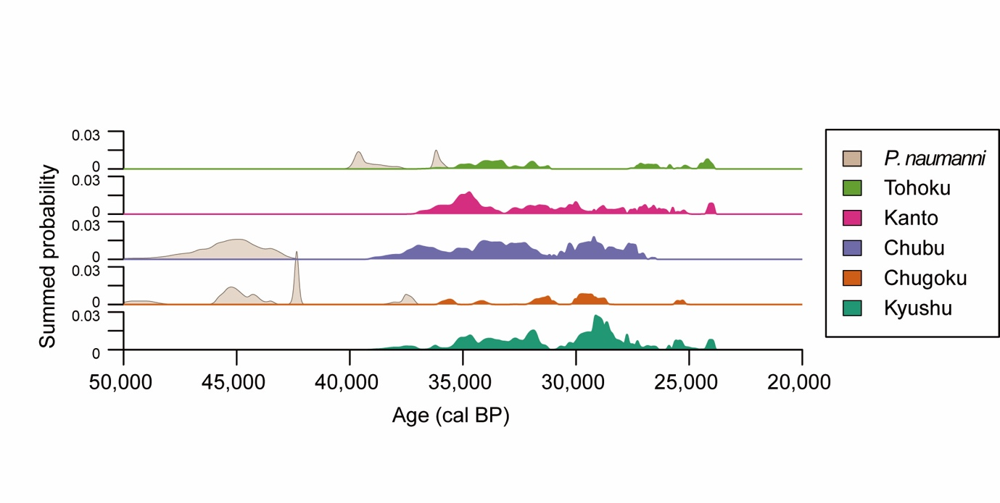 0.03
0
0.03
0
0.03
0
0.03
0
0.03
0
Summed probability
50,000 45,000 40,000 35,000 30,000 25,000 20,000
Age (cal BP)
P. naumanni
Tohoku
Kanto
Chubu
Chugoku
Kyushu